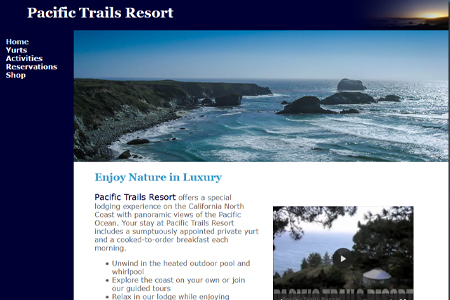 Pacific Trails Resort
Home
Yurts
Activities
Reservations
Shop
Enjoy Nature in Luxury
Pacific Trails Resort offers a special
lodging experience on the California North
Coast with panoramic views of the Pacific
Ocean. Your stay at Pacific Trails Resort
includes a sumptuously appointed private yurt
and a cooked-to-order breakfast each
morning.
Unwind in the heated outdoor pool and
whirlpool
Explore the coast on your own or join
our guided tours
Relax in our lodge while enjoying
PACIFIC TRAILS RESORT